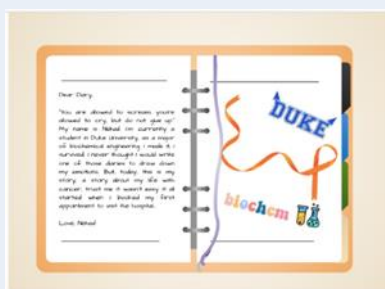 Dear Diary,
"You are allowed to scream, you're
allowed to cry, but do not give up"
My name is Nahad I'm currently a
student in Duke University, as a major
of biochemical engineering I made it, I
survived. I never thought I would write
one of those diaries to draw down
my emotions. But, today, this is my
story, a story about my life with
cancer, trust me it wasn't easy it all
started when I booked my first
appointment to visit the hospital.
Love, Nahad
DUKE
biochem